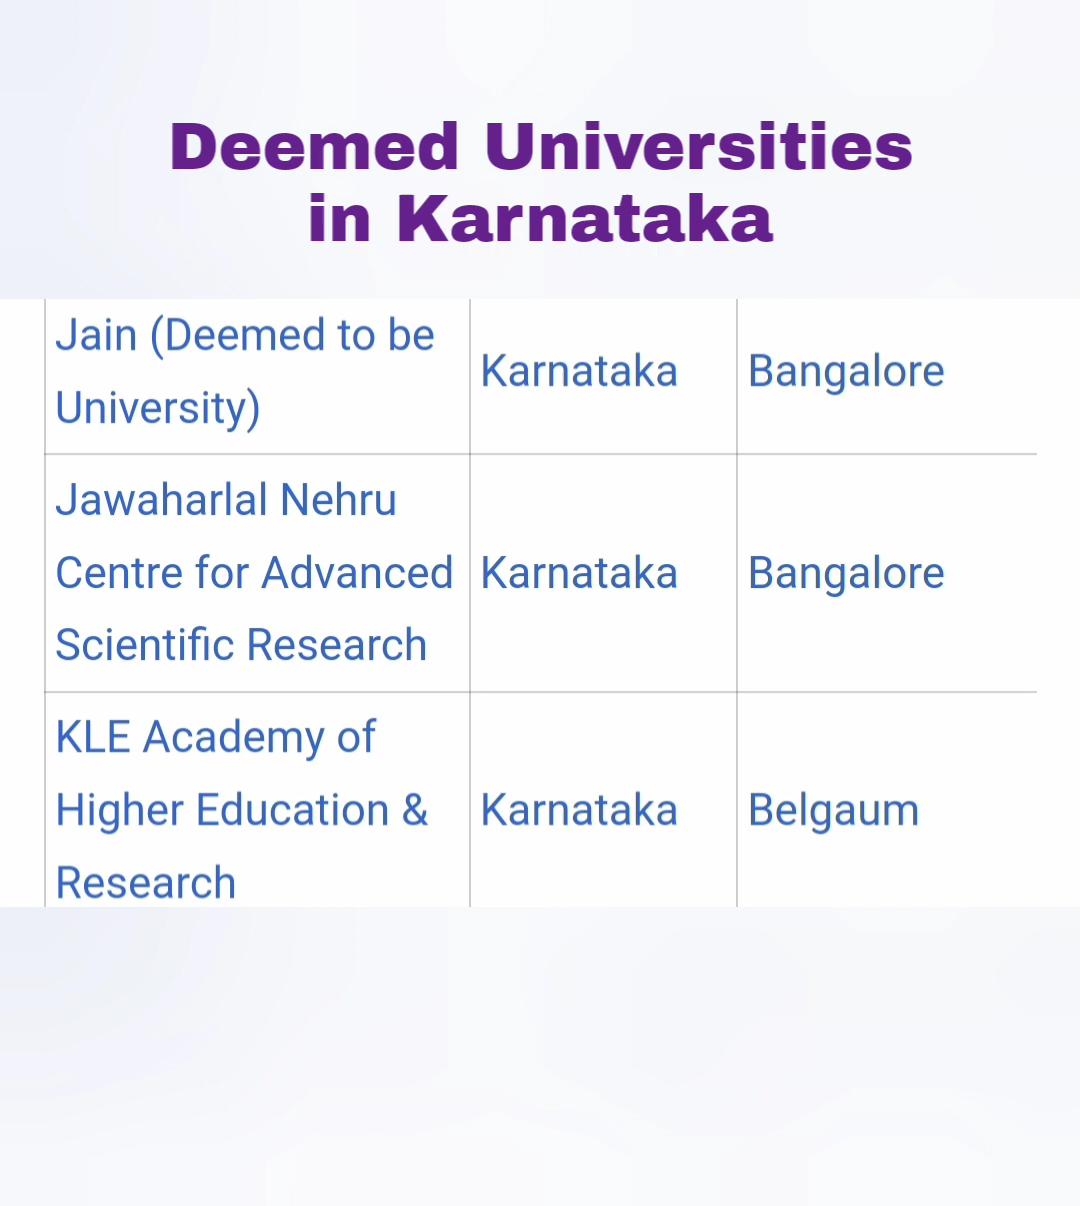 Deemed Universities
in Karnataka
Jain (Deemed to be
University)
Karnataka
Bangalore
Jawaharlal Nehru
Centre for Advanced
Scientific Research
Karnataka
Bangalore
KLE Academy of
Higher Education &
Research
Karnataka
Belgaum